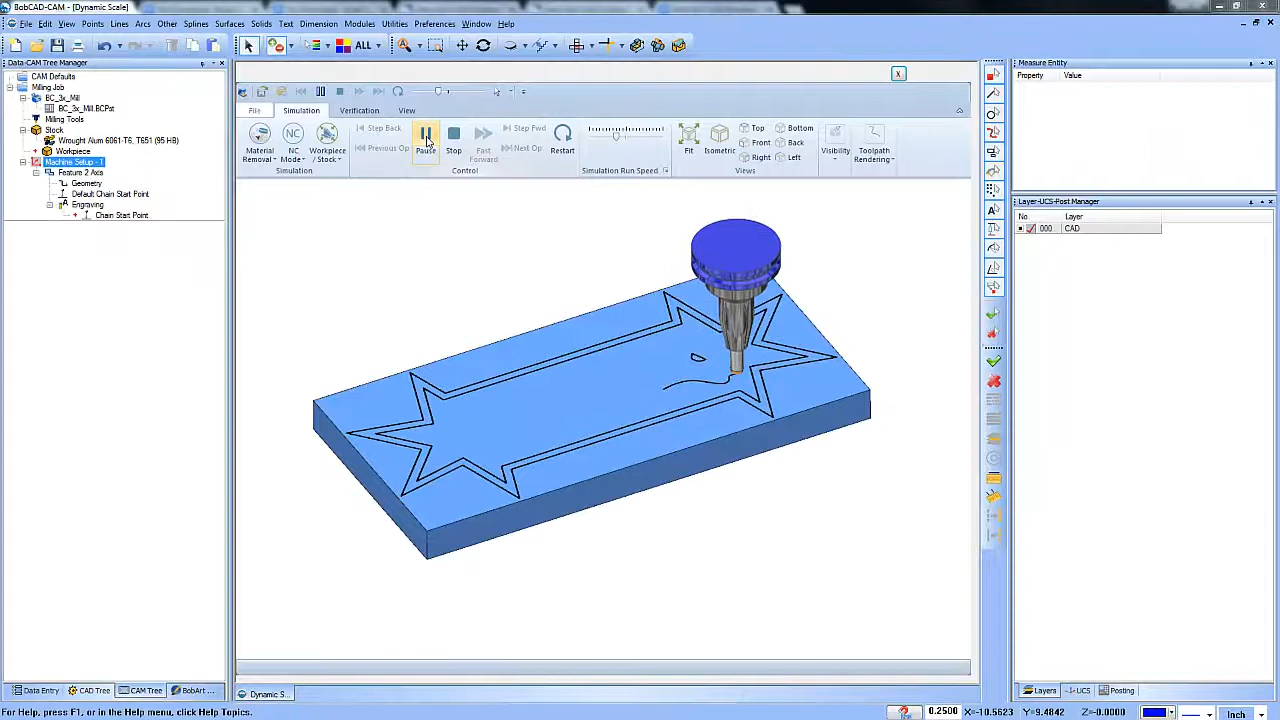 BobCAD-CAM - [Dynamic Scale]
File Edit View Points Lines Arcs Other Splines Surfaces Solids Text Dimension Modules Utilities Preferences Window Help
ALL
Data-CAM Tree Manager
CAM Defaults
Milling Job
BC_3x_Mill
BC_3x_Mill.BCPst
Milling Tools
Stock
Wrought Alum 6061-T6, T651 (95 HB)
Workpiece
Machine Setup - 1
Feature 2 Axis
Geometry
Default Chain Start Point
Engraving
Chain Start Point
Data Entry CAD Tree CAM Tree BobArt ...
File Simulation Verification View
Material Removal
NC Mode
Workpiece / Stock
Simulation
Step Back
Previous Op
Pause
Stop
Fast Forward
Step Fwd
Next Op
Restart
Control
Simulation Run Speed
Fit
Isometric
Top Bottom
Front Back
Right Left
Views
Visibility
Toolpath Rendering
Dynamic S...
Measure Entity
Property Value
Layer-UCS-Post Manager
No. Layer
000 CAD
Layers UCS Posting
For Help, press F1, or in the Help menu, click Help Topics.
0.2500 X=-10.5623 Y=9.4842 Z=-0.0000
Inch